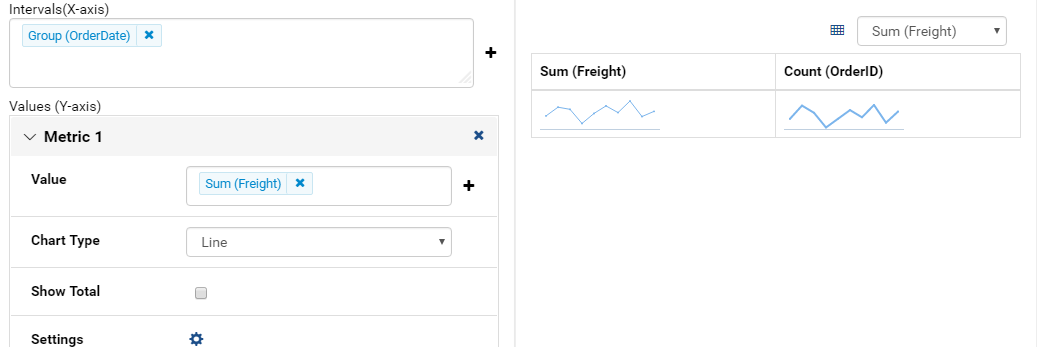 Intervals(X-axis)
Group (OrderDate)
Values (Y-axis)
Metric 1
Value
Sum (Freight)
Chart Type
Line
Show Total
Settings
Sum (Freight)
Sum (Freight)
Count (OrderID)